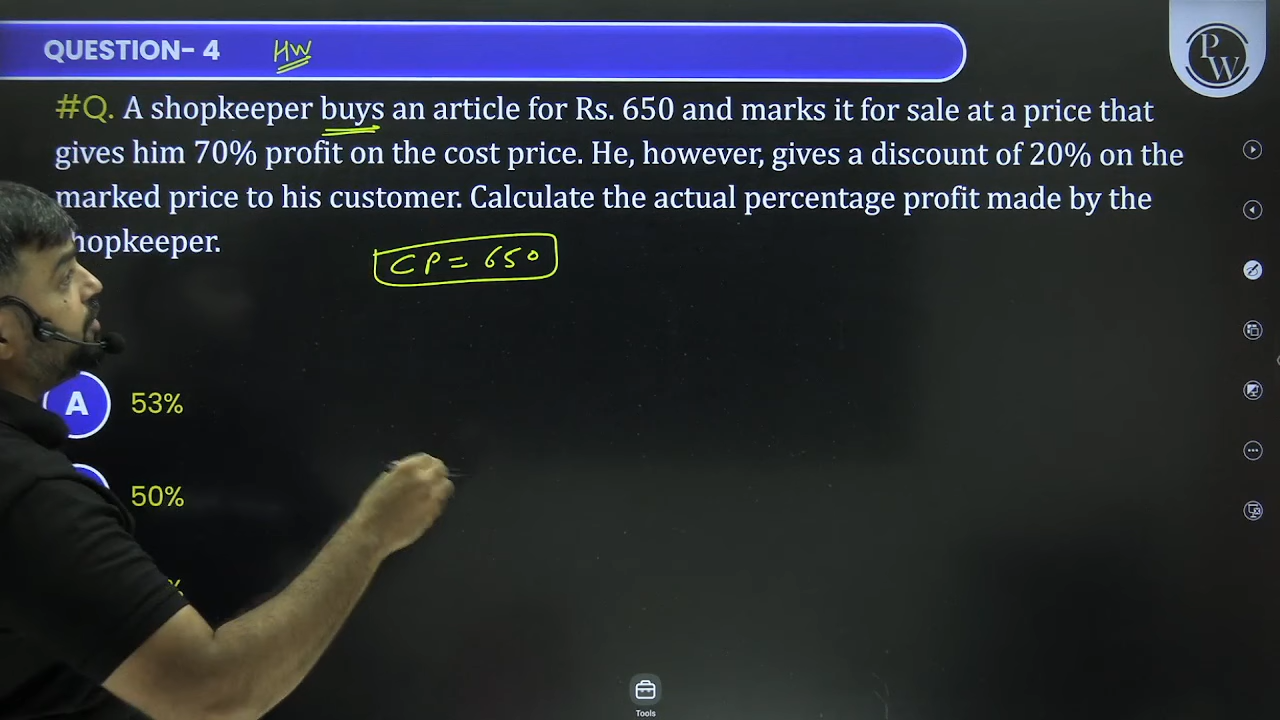 QUESTION- 4 HW
PW
#Q. A shopkeeper buys an article for Rs. 650 and marks it for sale at a price that
gives him 70% profit on the cost price. He, however, gives a discount of 20% on the
marked price to his customer. Calculate the actual percentage profit made by the
hopkeeper.
CP = 650
A 53%
50%
%
Tools